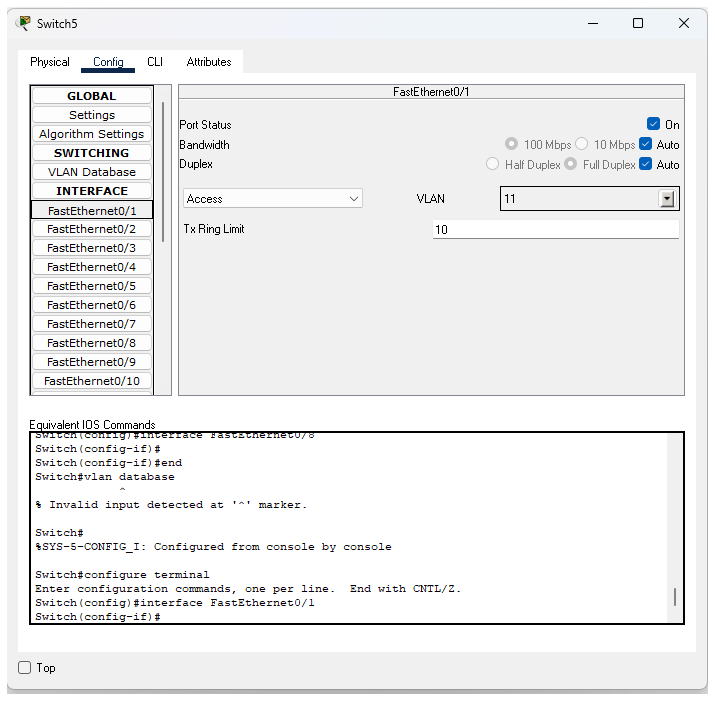 Switch5
Physical Config CLI Attributes
GLOBAL
Settings
Algorithm Settings
SWITCHING
VLAN Database
INTERFACE
FastEthernet0/1
FastEthernet0/2
FastEthernet0/3
FastEthernet0/4
FastEthernet0/5
FastEthernet0/6
FastEthernet0/7
FastEthernet0/8
FastEthernet0/9
FastEthernet0/10
FastEthernet0/1
Port Status On
Bandwidth 100 Mbps 10 Mbps Auto
Duplex Half Duplex Full Duplex Auto
Access VLAN 11
Tx Ring Limit 10
Equivalent IOS Commands
Switch(config)#interface FastEthernet0/8
Switch(config-if)#
Switch(config-if)#end
Switch#vlan database
^
% Invalid input detected at '^' marker.
Switch#
%SYS-5-CONFIG_I: Configured from console by console
Switch#configure terminal
Enter configuration commands, one per line. End with CNTL/Z.
Switch(config)#interface FastEthernet0/1
Switch(config-if)#
Top